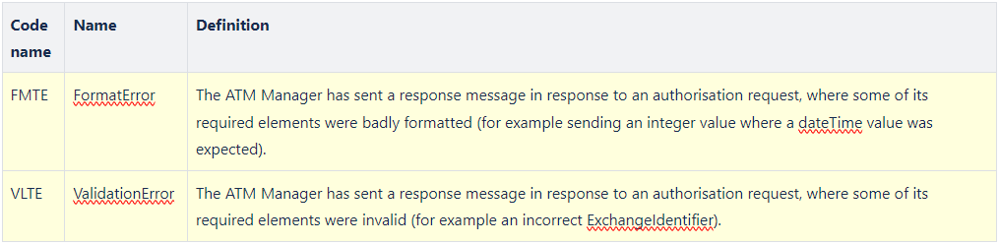 Code name Name Definition
FMTE FormatError The ATM Manager has sent a response message in response to an authorisation request, where some of its
required elements were badly formatted (for example sending an integer value where a dateTime value was
expected).
VLTE ValidationError The ATM Manager has sent a response message in response to an authorisation request, where some of its
required elements were invalid (for example an incorrect ExchangeIdentifier).